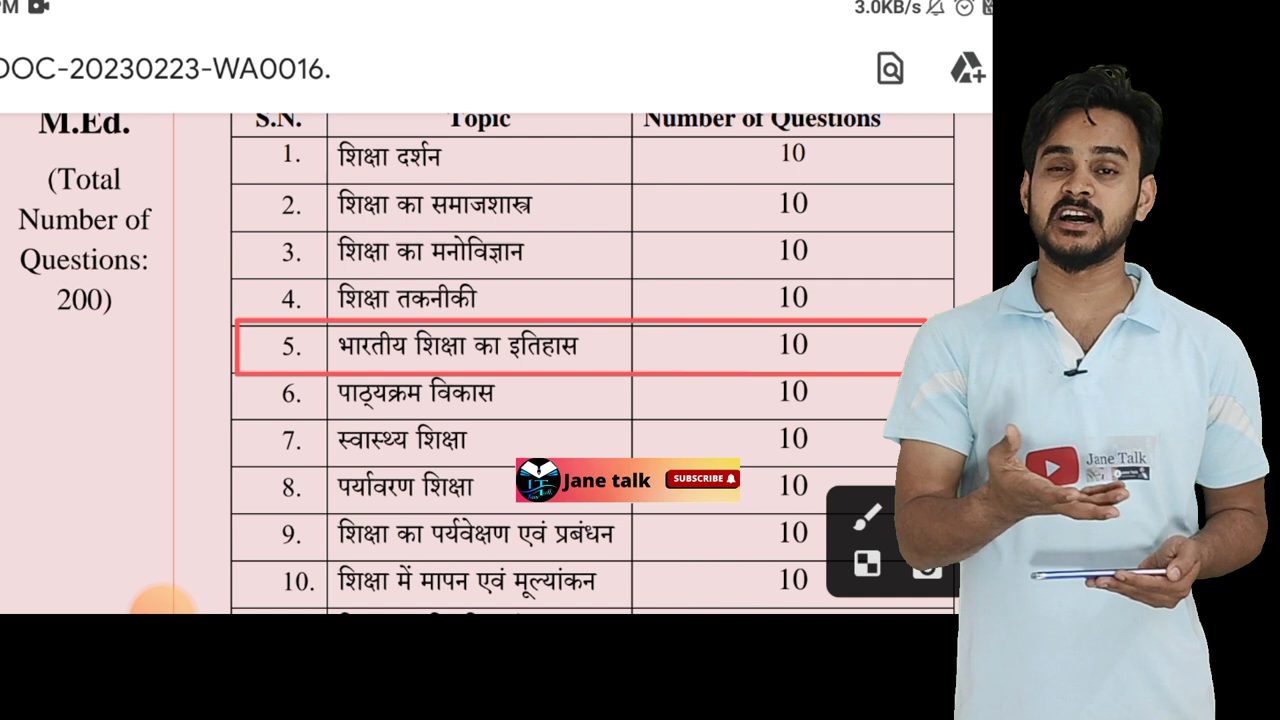 PM
3.0KB/s
DOC-20230223-WA0016.
M.Ed.
(Total
Number of
Questions:
200)
S.N. Topic Number of Questions
1. शिक्षा दर्शन 10
2. शिक्षा का समाजशास्त्र 10
3. शिक्षा का मनोविज्ञान 10
4. शिक्षा तकनीकी 10
5. भारतीय शिक्षा का इतिहास 10
6. पाठ्यक्रम विकास 10
7. स्वास्थ्य शिक्षा 10
8. पर्यावरण शिक्षा 10
9. शिक्षा का पर्यवेक्षण एवं प्रबंधन 10
10. शिक्षा में मापन एवं मूल्यांकन 10
Jane talk SUBSCRIBE
Jane Talk